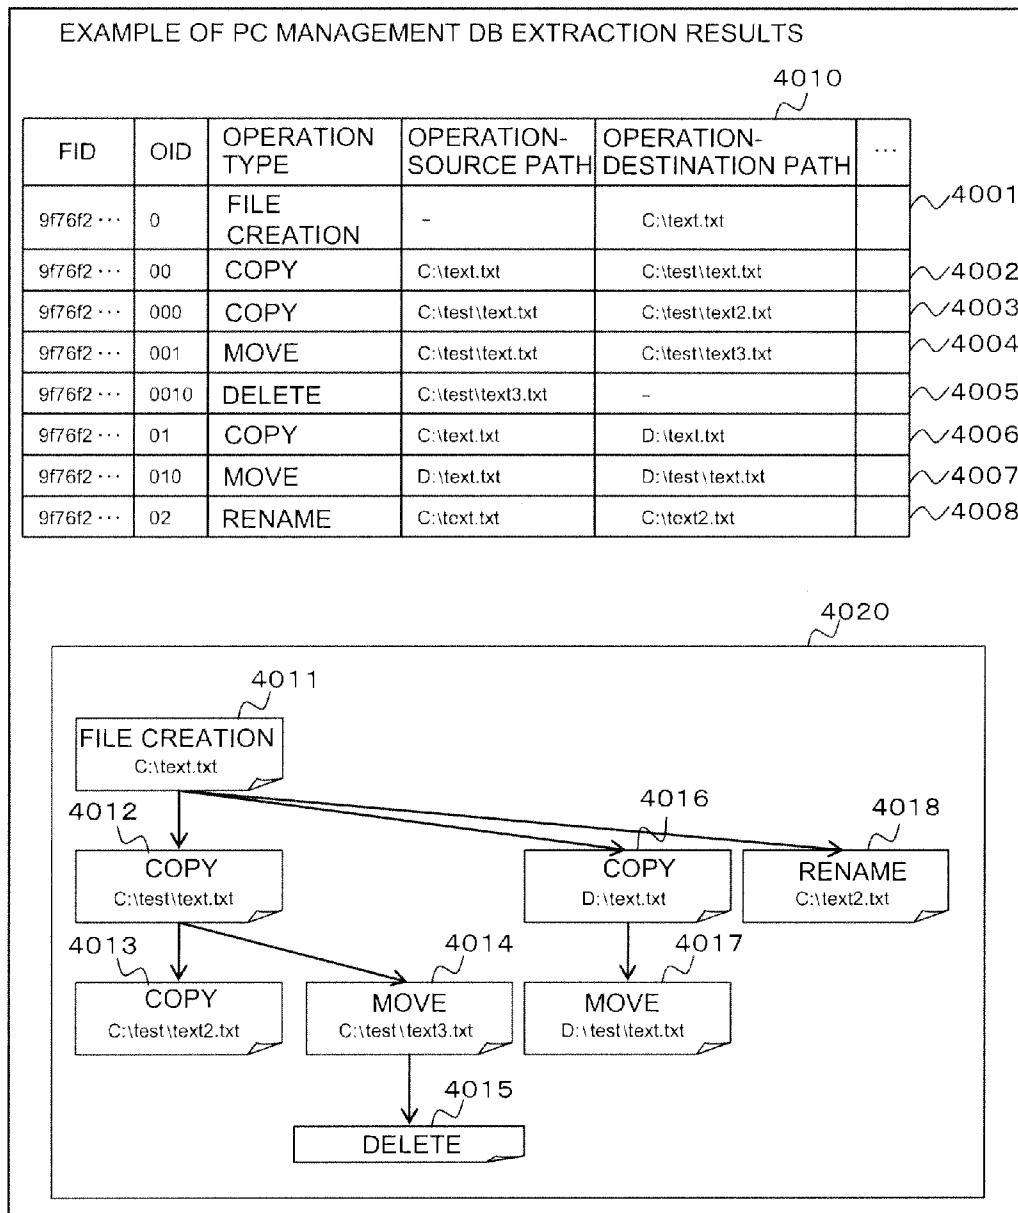 EXAMPLE OF PC MANAGEMENT DB EXTRACTION RESULTS
4010
FID OID OPERATION TYPE OPERATION-SOURCE PATH OPERATION-DESTINATION PATH ...
9f76f2··· 0 FILE CREATION – C:\text.txt 4001
9f76f2··· 00 COPY C:\text.txt C:\test\text.txt 4002
9f76f2··· 000 COPY C:\test\text.txt C:\test\text2.txt 4003
9f76f2··· 001 MOVE C:\test\text.txt C:\test\text3.txt 4004
9f76f2··· 0010 DELETE C:\test\text3.txt – 4005
9f76f2··· 01 COPY C:\text.txt D:\text.txt 4006
9f76f2··· 010 MOVE D:\text.txt D:\test\text.txt 4007
9f76f2··· 02 RENAME C:\text.txt C:\text2.txt 4008
4020
4011
FILE CREATION
C:\text.txt
4012 4016 4018
COPY COPY RENAME
C:\test\text.txt D:\text.txt C:\text2.txt
4013 4014 4017
COPY MOVE MOVE
C:\test\text2.txt C:\test\text3.txt D:\test\text.txt
4015
DELETE